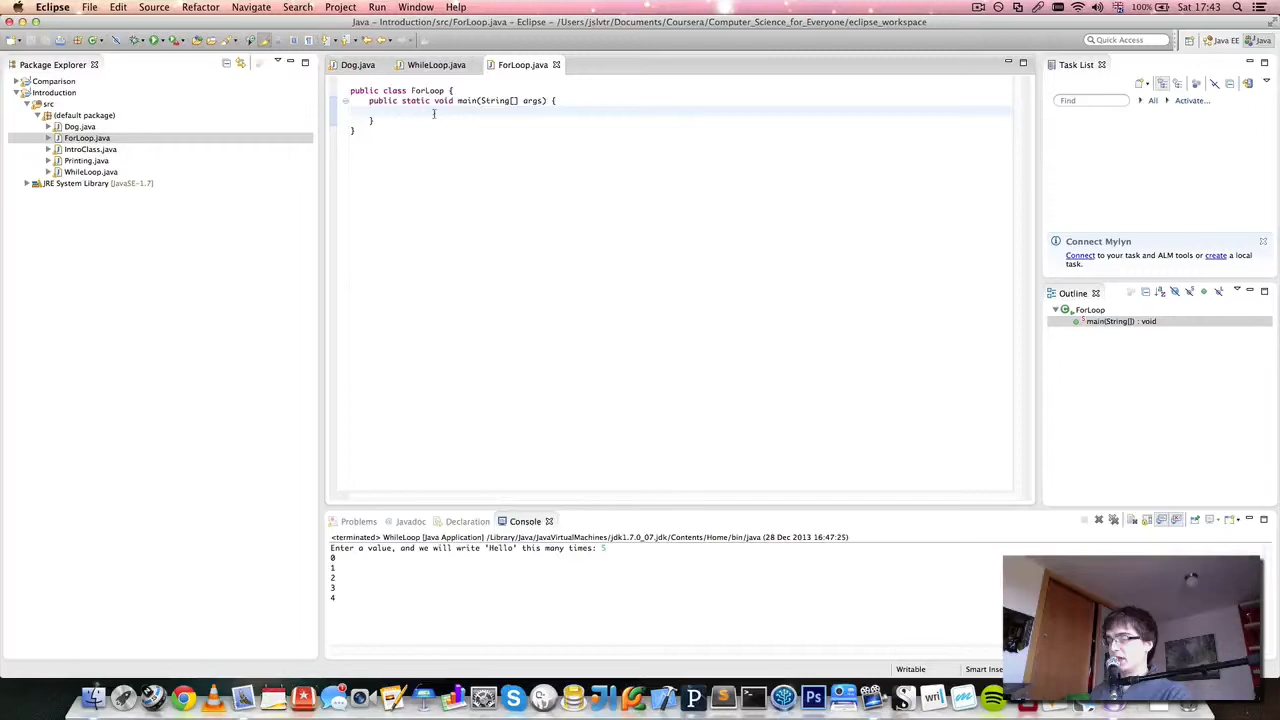 Eclipse File Edit Source Refactor Navigate Search Project Run Window Help 100% Sat 17:43
Java - Introduction/src/ForLoop.java - Eclipse - /Users/jslvtr/Documents/Coursera/Computer_Science_for_Everyone/eclipse_workspace
Quick Access Java EE Java
Package Explorer
Comparison
Introduction
src
(default package)
Dog.java
ForLoop.java
IntroClass.java
Printing.java
WhileLoop.java
JRE System Library [JavaSE-1.7]
Dog.java WhileLoop.java ForLoop.java
public class ForLoop {
public static void main(String[] args) {
}
}
Task List
Find All Activate...
Connect Mylyn
Connect to your task and ALM tools or create a local
task.
Outline
ForLoop
main(String[]) : void
Problems Javadoc Declaration Console
<terminated> WhileLoop [Java Application] /Library/Java/JavaVirtualMachines/jdk1.7.0_07.jdk/Contents/Home/bin/java (28 Dec 2013 16:47:25)
Enter a value, and we will write 'Hello' this many times: 5
0
1
2
3
4
Writable Smart Inse